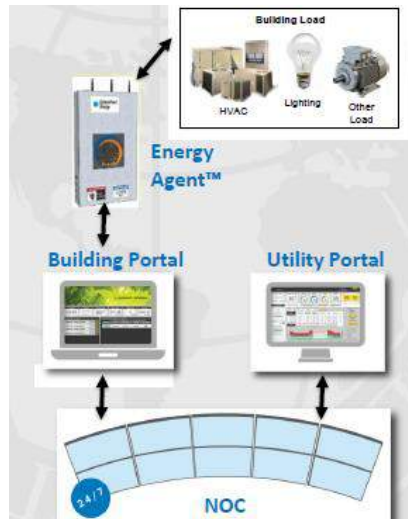 Building Load
HVAC
Lighting
Other
Load
Energy
Agent™
Building Portal
Utility Portal
24/7
NOC